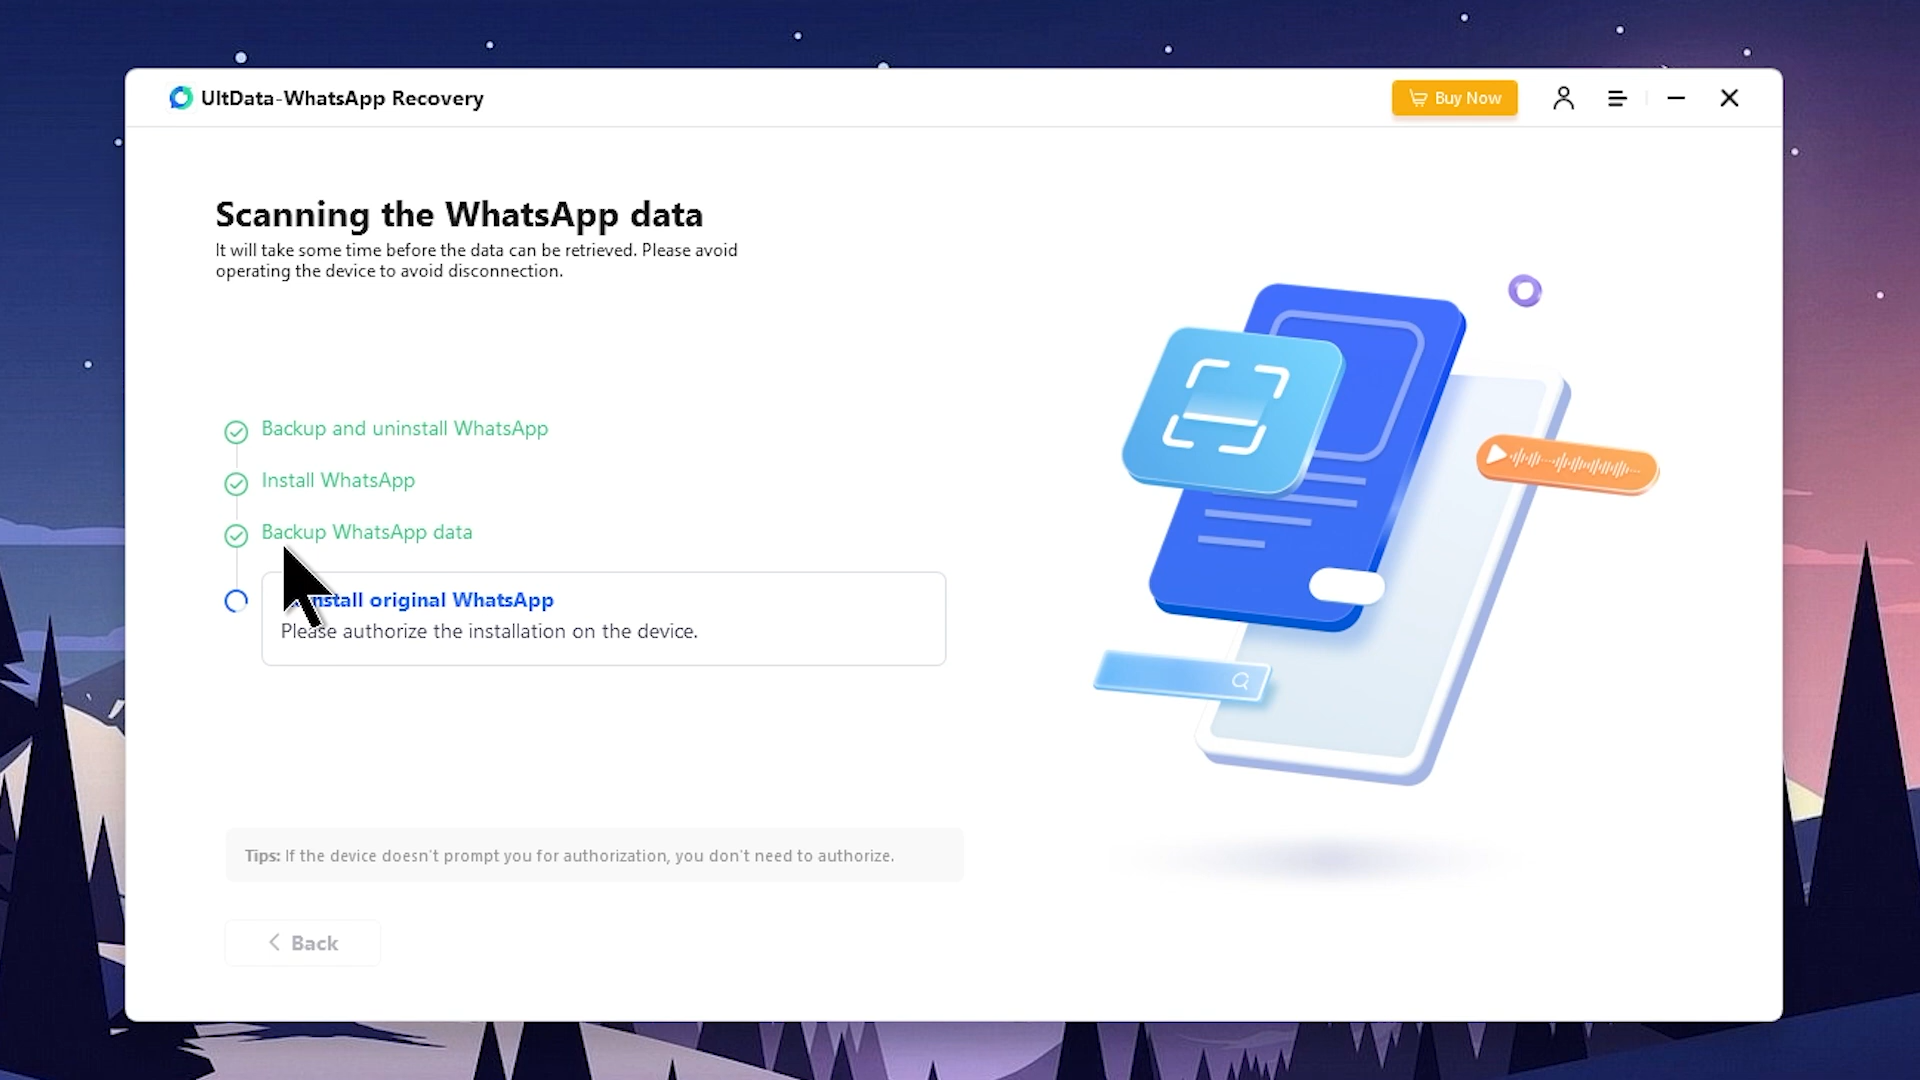 UltData-WhatsApp Recovery
Buy Now
Scanning the WhatsApp data
It will take some time before the data can be retrieved. Please avoid
operating the device to avoid disconnection.
Backup and uninstall WhatsApp
Install WhatsApp
Backup WhatsApp data
original WhatsApp
Please authorize the installation on the device.
Tips: If the device doesn't prompt you for authorization, you don't need to authorize.
Back